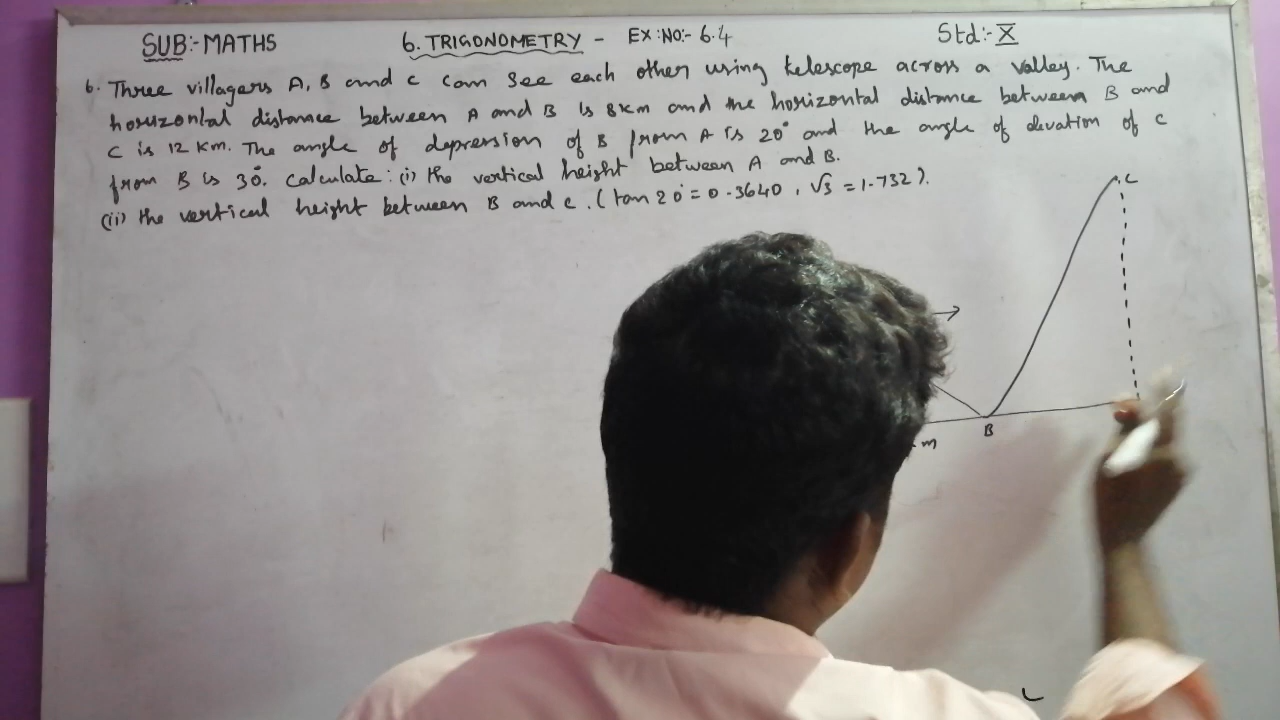 SUB:- MATHS
6. TRIGONOMETRY - EX:NO:- 6.4
Std:- X
6. Three villagers A, B and C can see each other using telescope across a valley. The
horizontal distance between A and B is 8km and the horizontal distance between B and
C is 12 Km. The angle of depression of B from A is 20° and the angle of elevation of C
from B is 30°. Calculate: (i) the vertical height between A and B.
(ii) the vertical height between B and C. (tan 20° = 0.3640, √3 = 1.732).
C
B
m